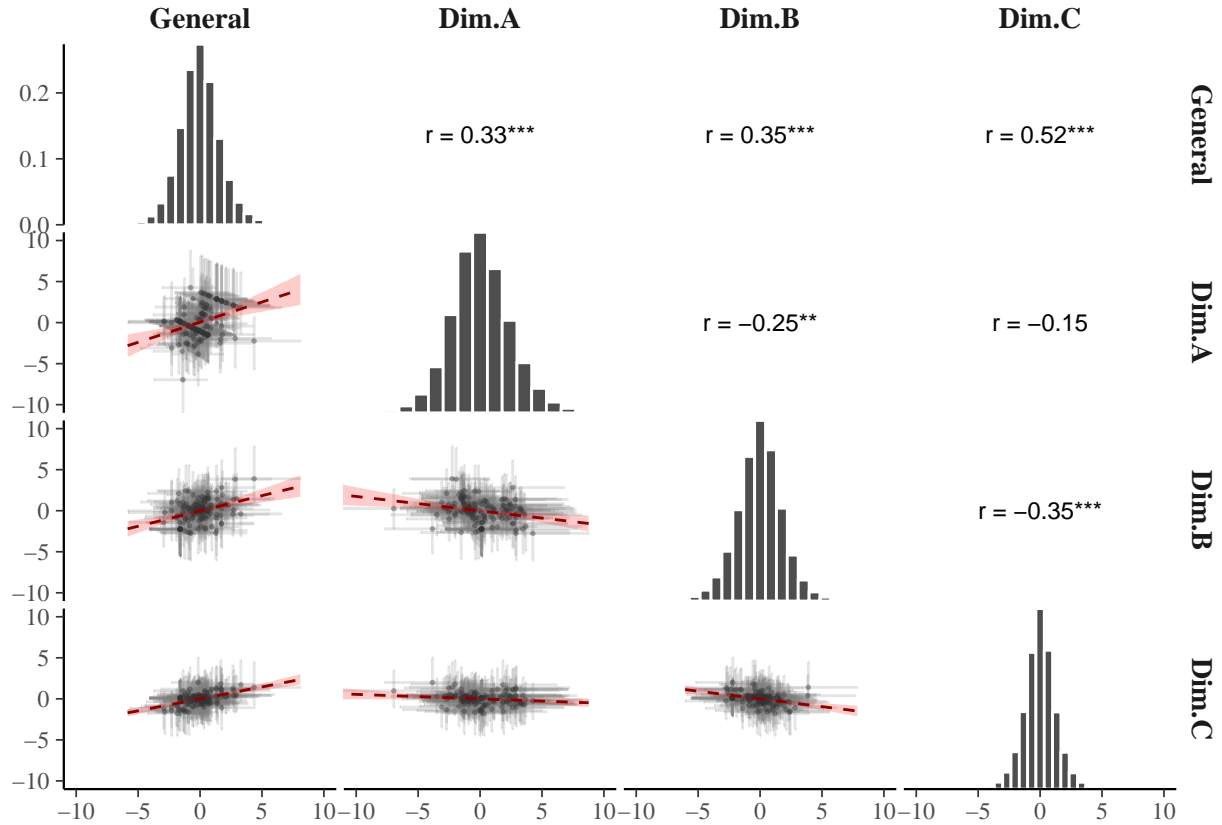 General Dim.A Dim.B Dim.C
0.2
0.1
0.0
r = 0.33*** r = 0.35*** r = 0.52***
General
10
5
0
−5
−10
r = −0.25** r = −0.15
Dim.A
10
5
0
−5
−10
r = −0.35***
Dim.B
10
5
0
−5
−10
Dim.C
−10 −5 0 5 10 −10 −5 0 5 10 −10 −5 0 5 10 −10 −5 0 5 10